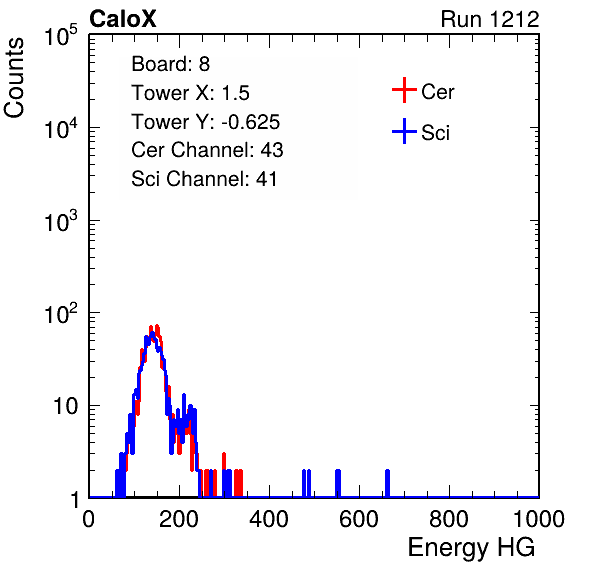 CaloX Run 1212
Counts
Board: 8
Tower X: 1.5
Tower Y: -0.625
Cer Channel: 43
Sci Channel: 41
Cer
Sci
10^5
10^4
10^3
10^2
10
1
0 200 400 600 800 1000
Energy HG